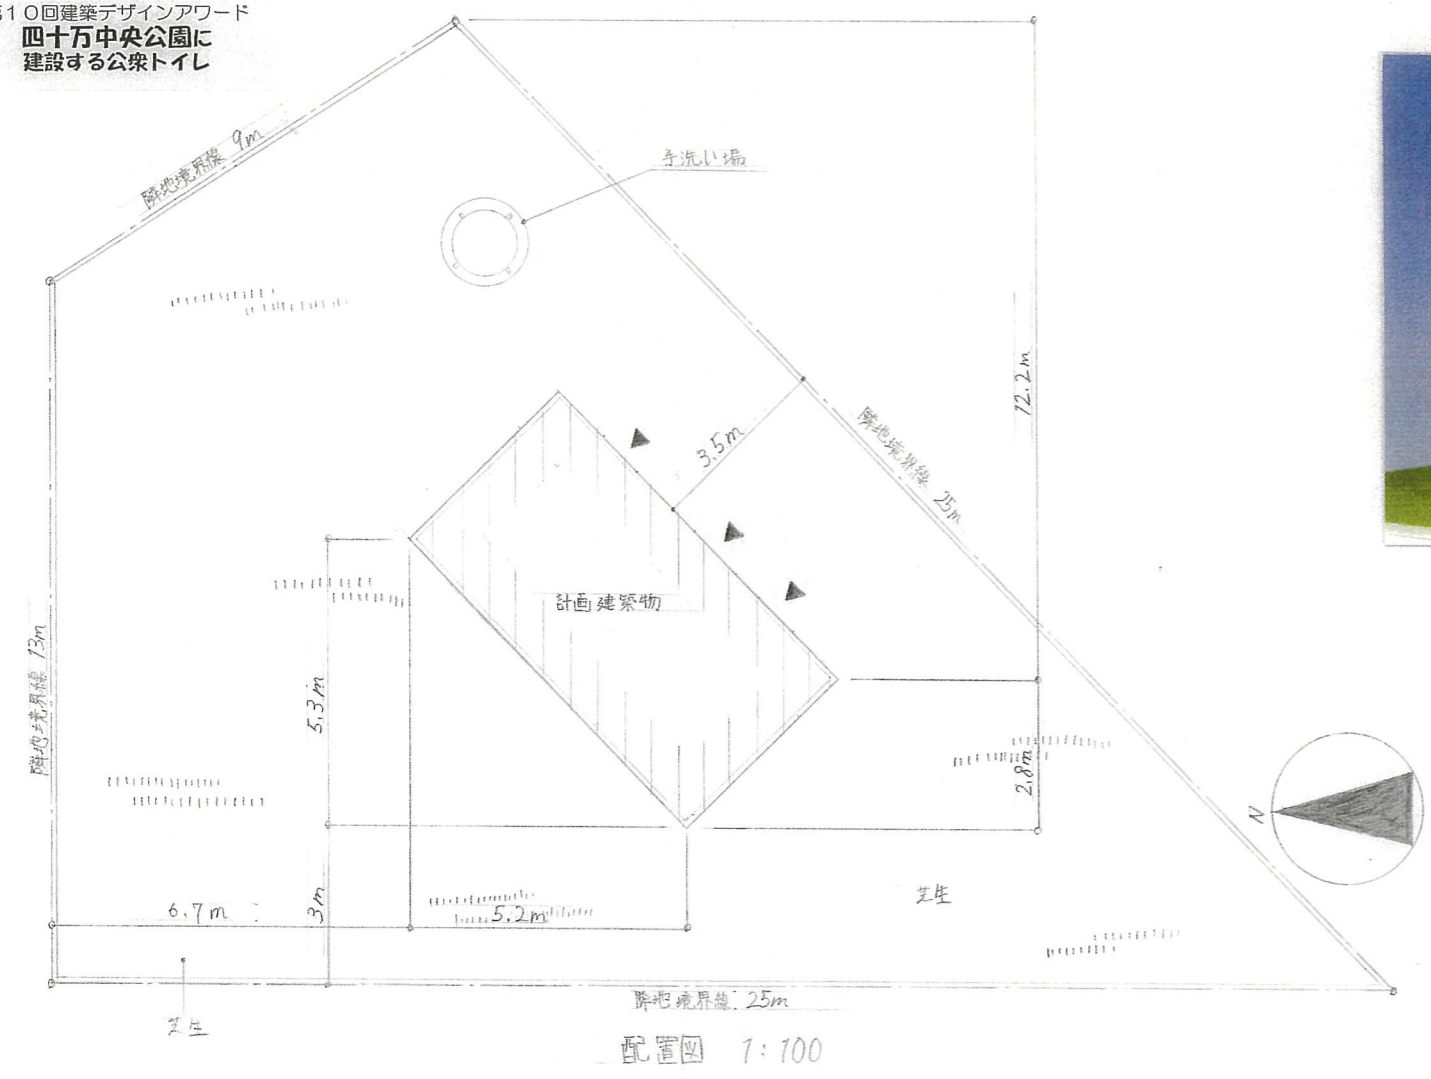 第10回建築デザインアワード
四十万中央公園に
建設する公衆トイレ
隣地境界線 9m
手洗い場
12.2m
3.5m
隣地境界線 25m
計画建築物
隣地境界線 13m
5.3m
2.8m
N
芝生
6.7m
3m
5.2m
隣地境界線 25m
芝生
配置図 1:100